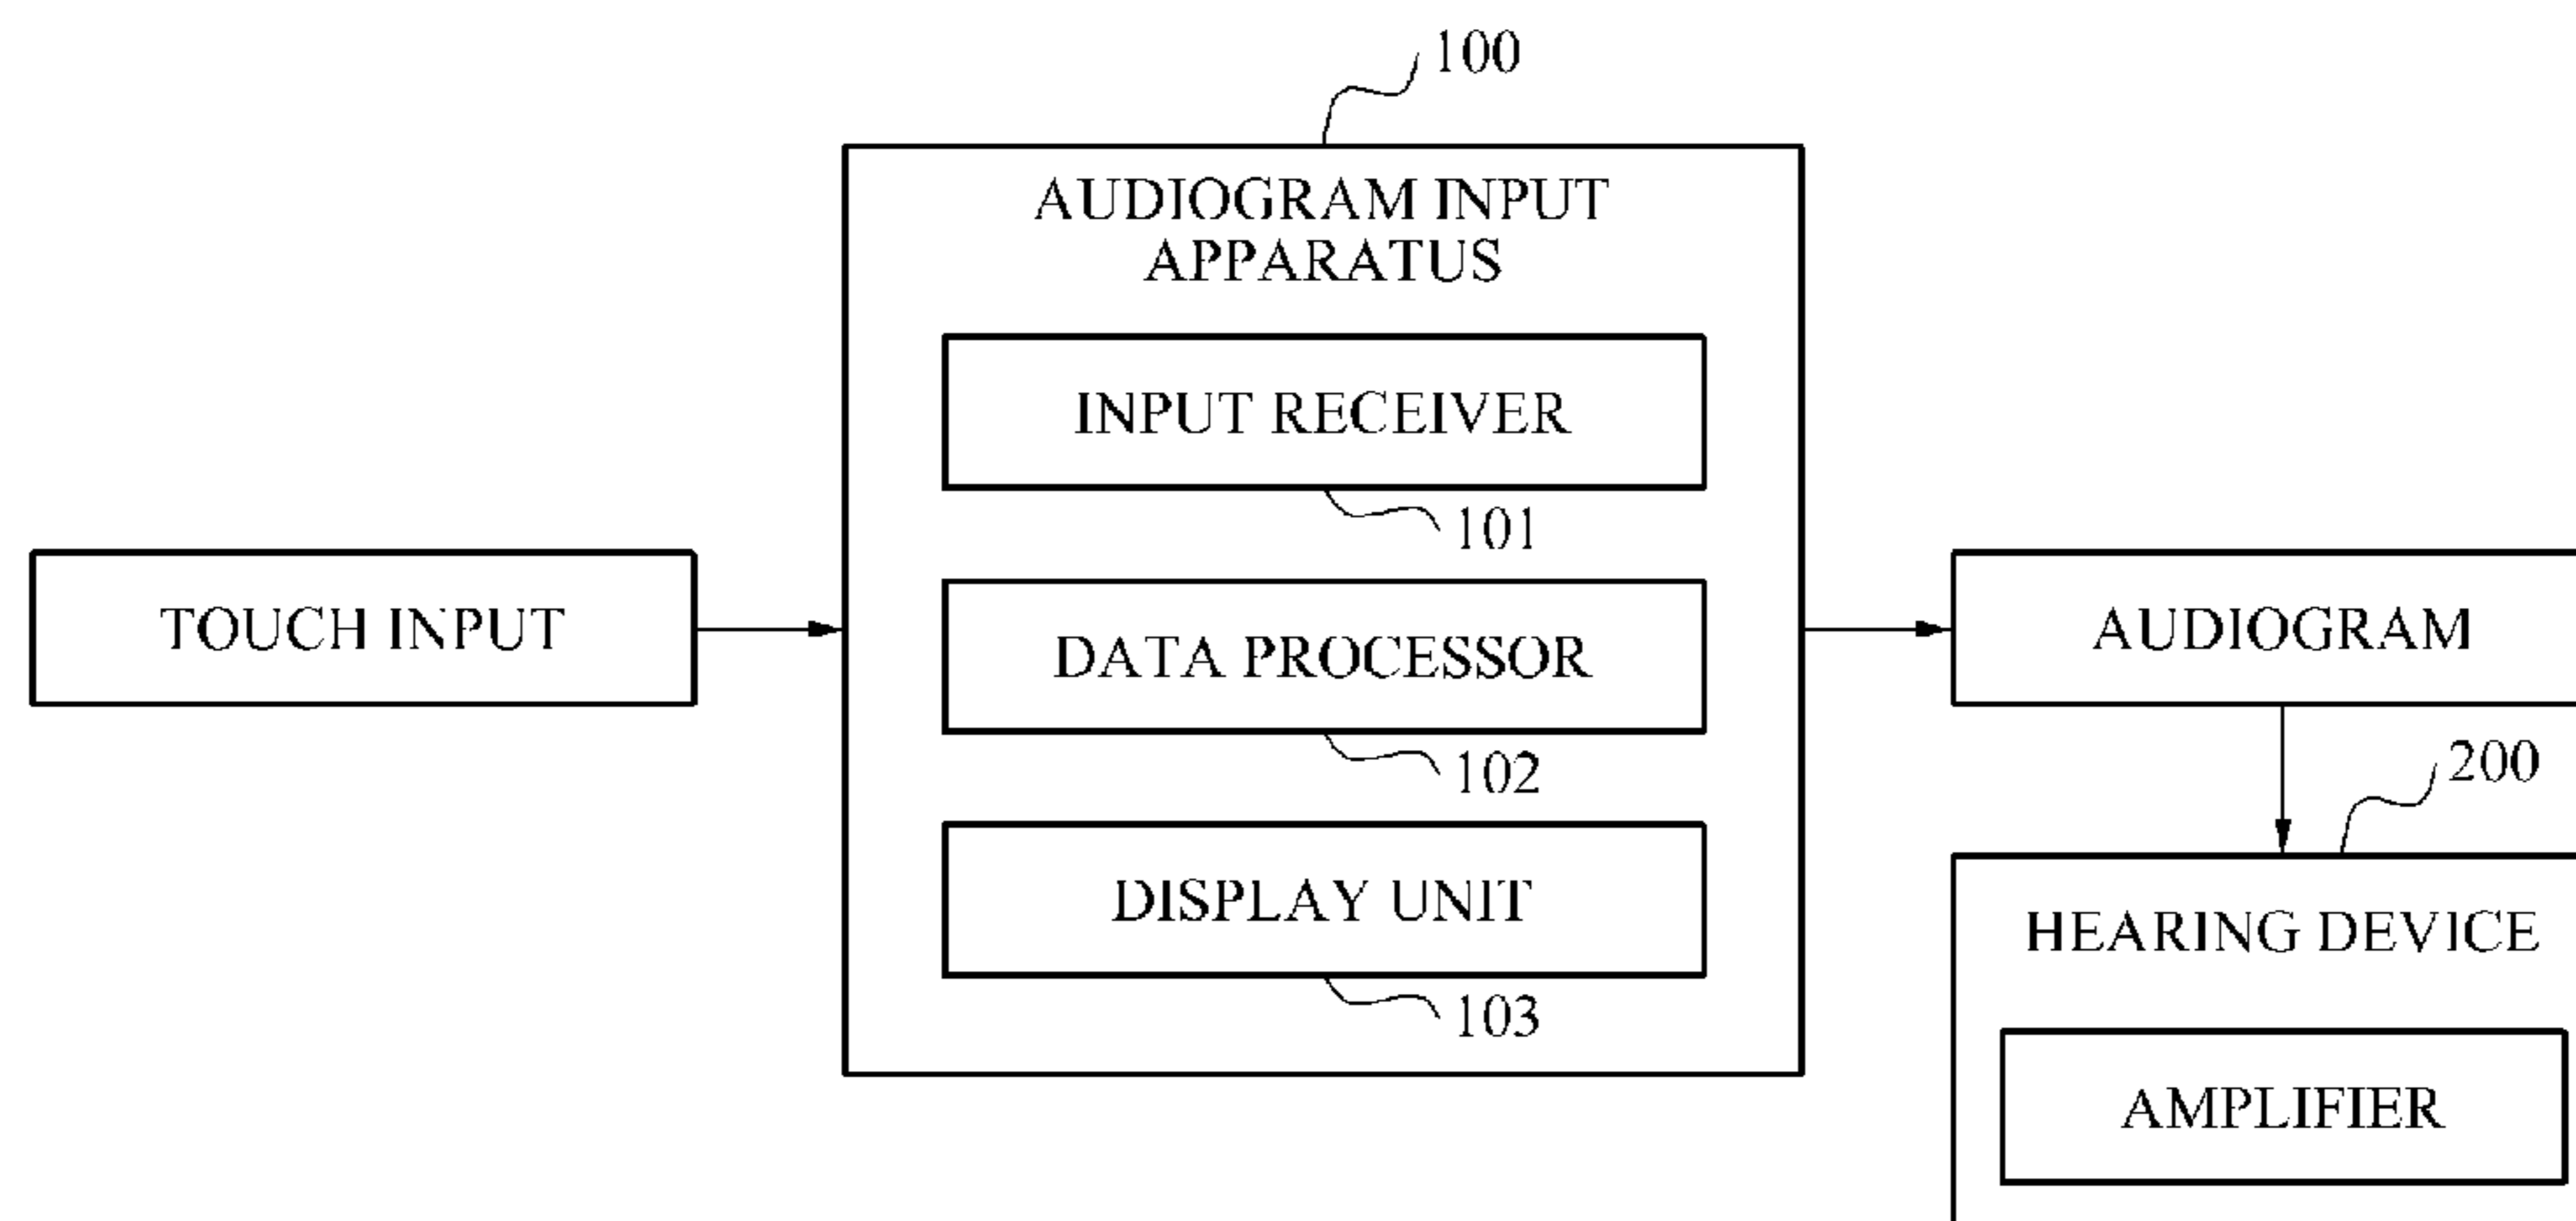 100
AUDIOGRAM INPUT
APPARATUS
INPUT RECEIVER
101
TOUCH INPUT
DATA PROCESSOR
102
AUDIOGRAM
200
DISPLAY UNIT
103
HEARING DEVICE
AMPLIFIER